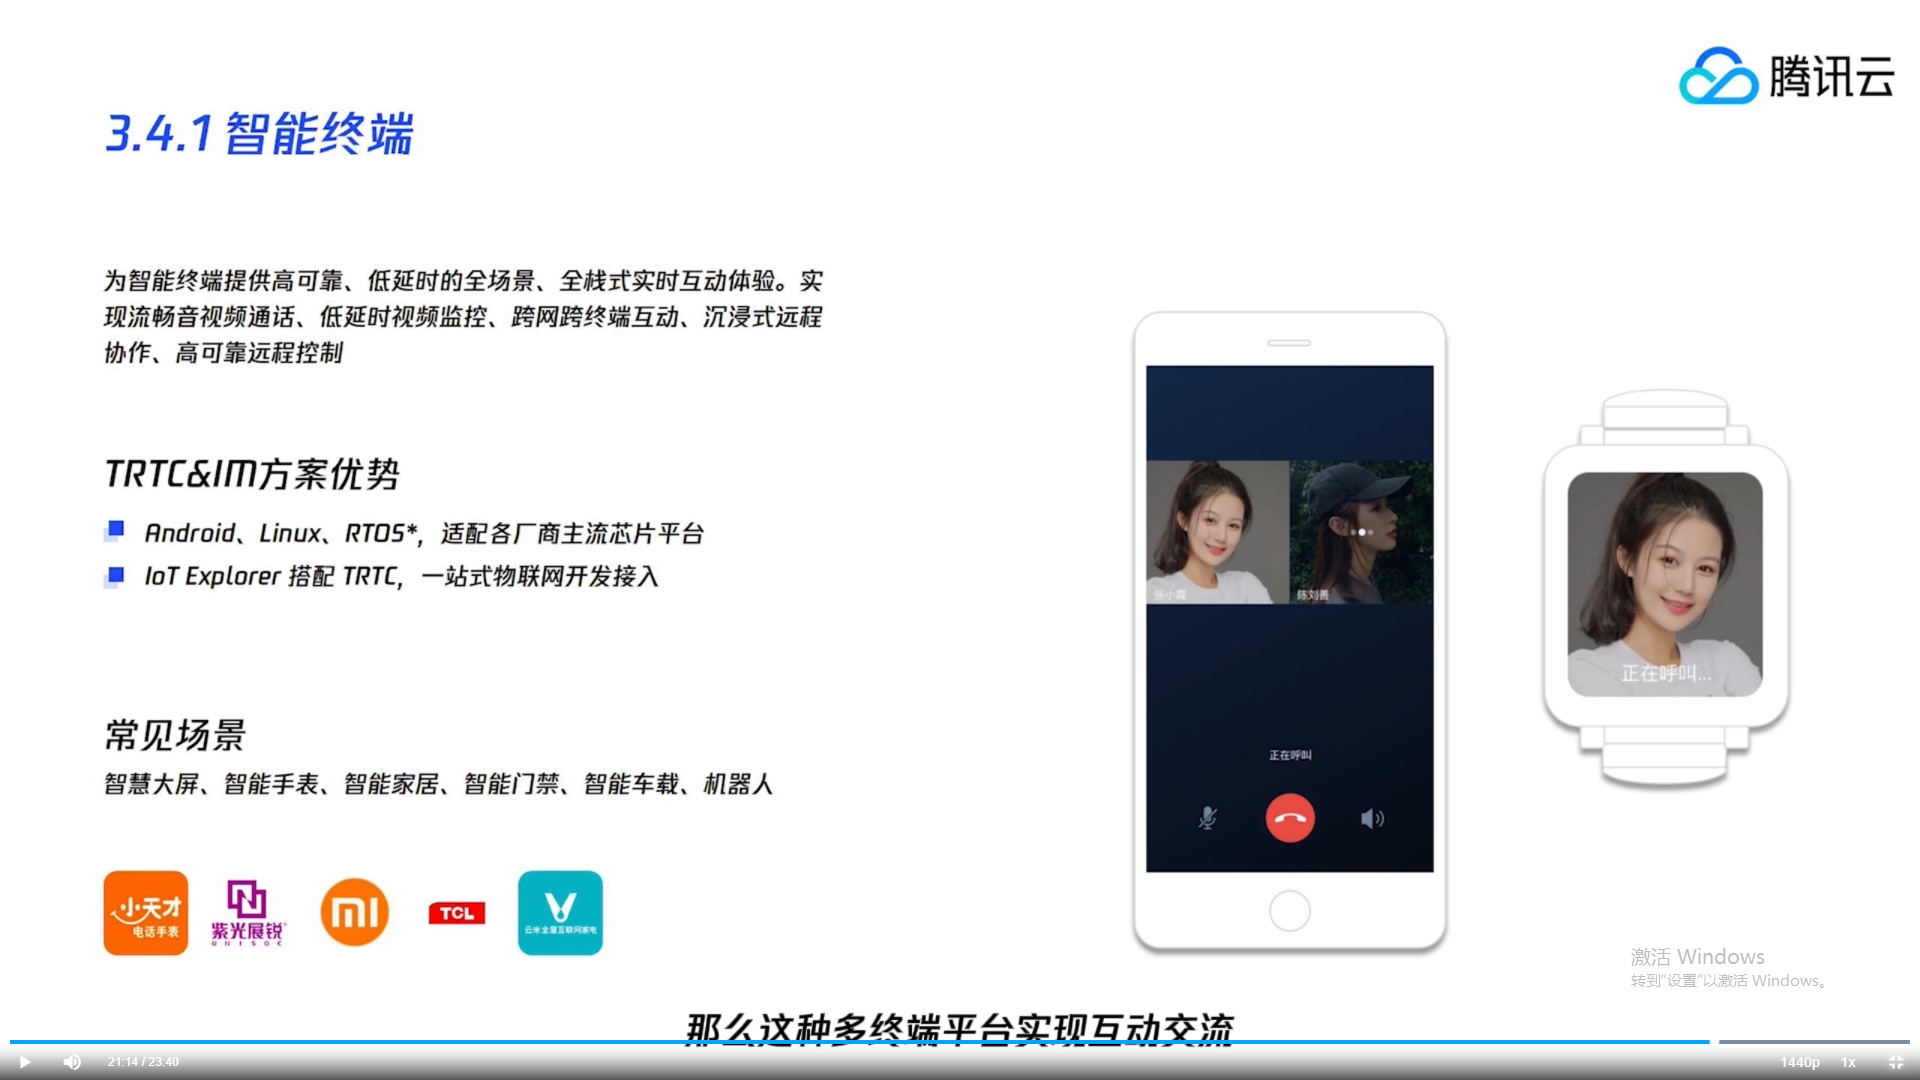 腾讯云
3.4.1 智能终端
为智能终端提供高可靠、低延时的全场景、全栈式实时互动体验。实
现流畅音视频通话、低延时视频监控、跨网跨终端互动、沉浸式远程
协作、高可靠远程控制
TRTC&IM方案优势
Android、Linux、RTOS*，适配各厂商主流芯片平台
IoT Explorer 搭配 TRTC，一站式物联网开发接入
常见场景
智慧大屏、智能手表、智能家居、智能门禁、智能车载、机器人
小天才
电话手表
紫光展锐
UNISOC
mi
TCL
云米全屋互联网家电
张小霞
陈刘善
正在呼叫
正在呼叫...
激活 Windows
转到“设置”以激活 Windows。
那么这种多终端平台实现互动交流
21:14 / 23:40
1440p
1x